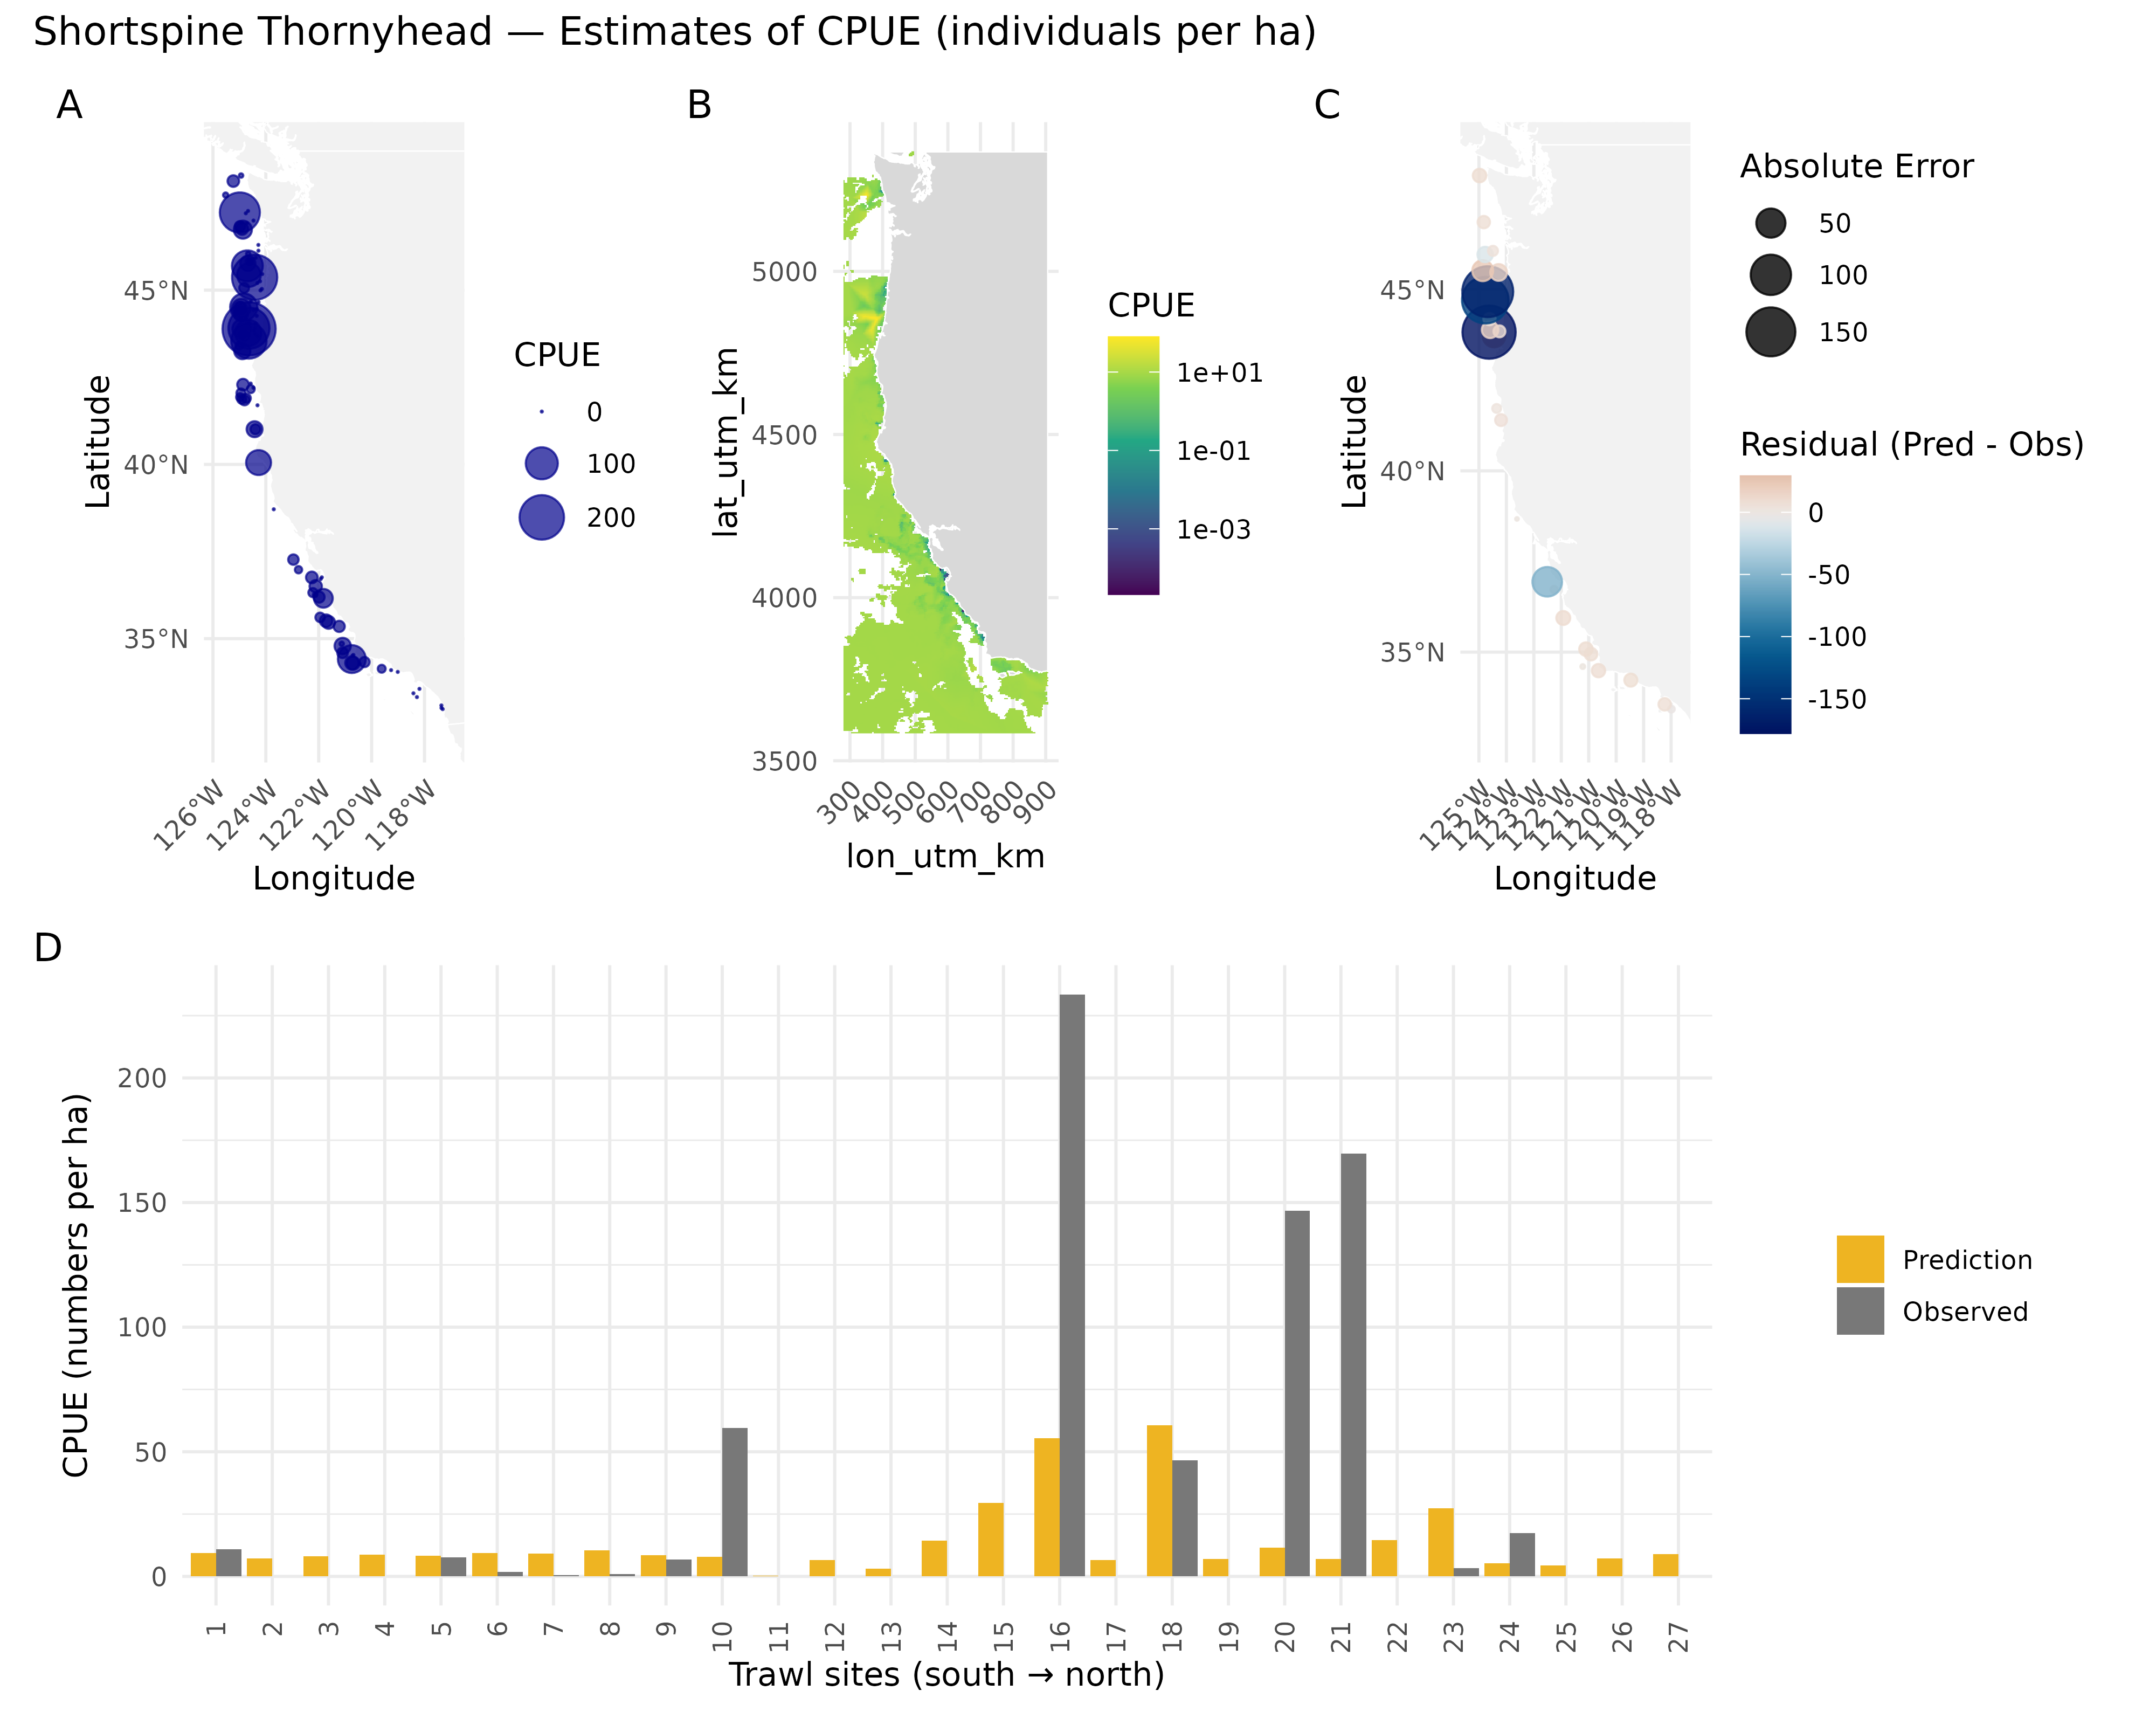 Shortspine Thornyhead — Estimates of CPUE (individuals per ha)
A
Latitude
45°N
40°N
35°N
126°W
124°W
122°W
120°W
118°W
Longitude
CPUE
0
100
200
B
lat_utm_km
5000
4500
4000
3500
300
400
500
600
700
800
900
lon_utm_km
CPUE
1e+01
1e-01
1e-03
C
Latitude
45°N
40°N
35°N
125°W
124°W
123°W
122°W
121°W
120°W
119°W
118°W
Longitude
Absolute Error
50
100
150
Residual (Pred - Obs)
0
-50
-100
-150
D
CPUE (numbers per ha)
200
150
100
50
0
1
2
3
4
5
6
7
8
9
10
11
12
13
14
15
16
17
18
19
20
21
22
23
24
25
26
27
Trawl sites (south → north)
Prediction
Observed